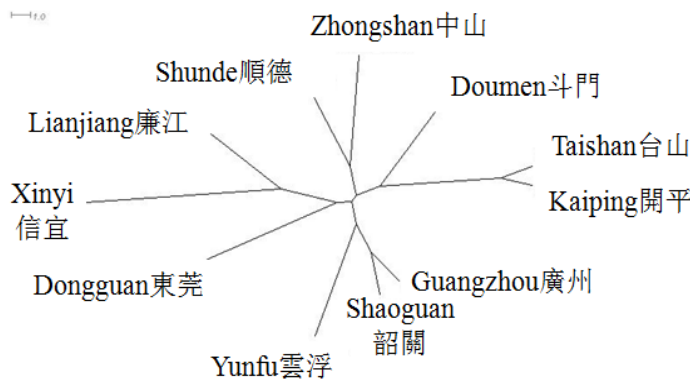 1.0
Zhongshan中山
Shunde順德
Doumen斗門
Lianjiang廉江
Taishan台山
Xinyi
信宜
Kaiping開平
Dongguan東莞
Guangzhou廣州
Shaoguan
韶關
Yunfu雲浮